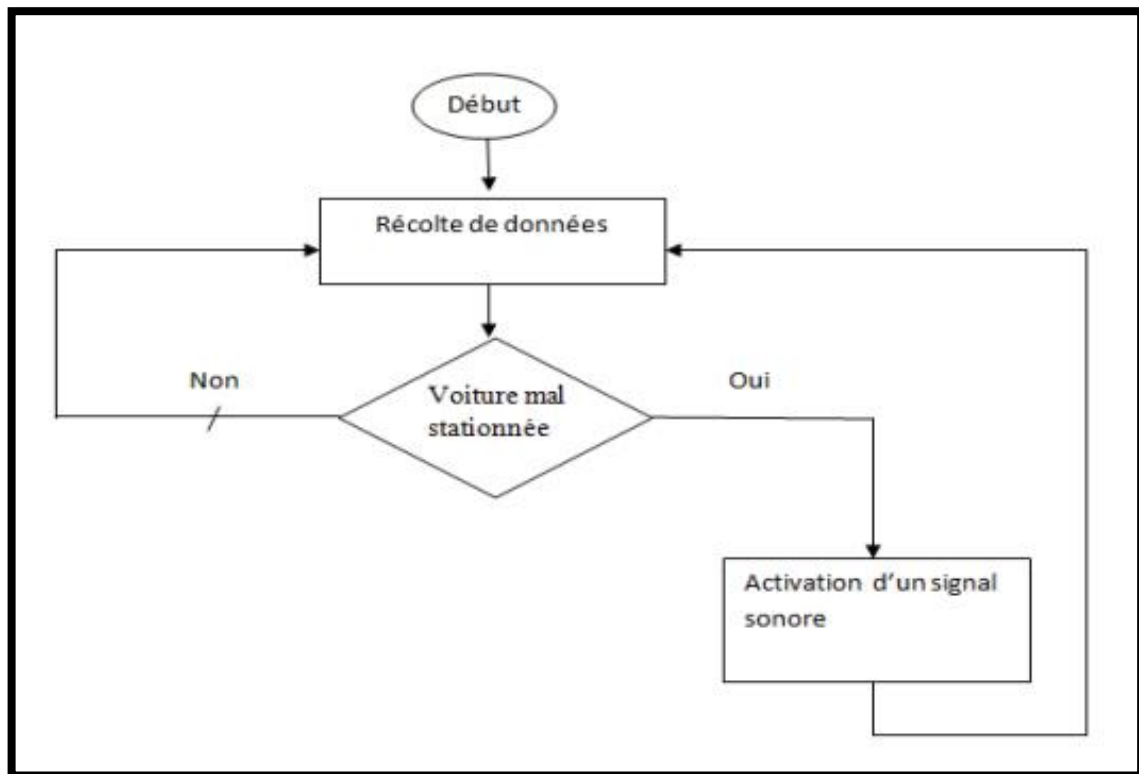 Début
Récolte de données
Non
Voiture mal
stationnée
Oui
Activation d'un signal
sonore